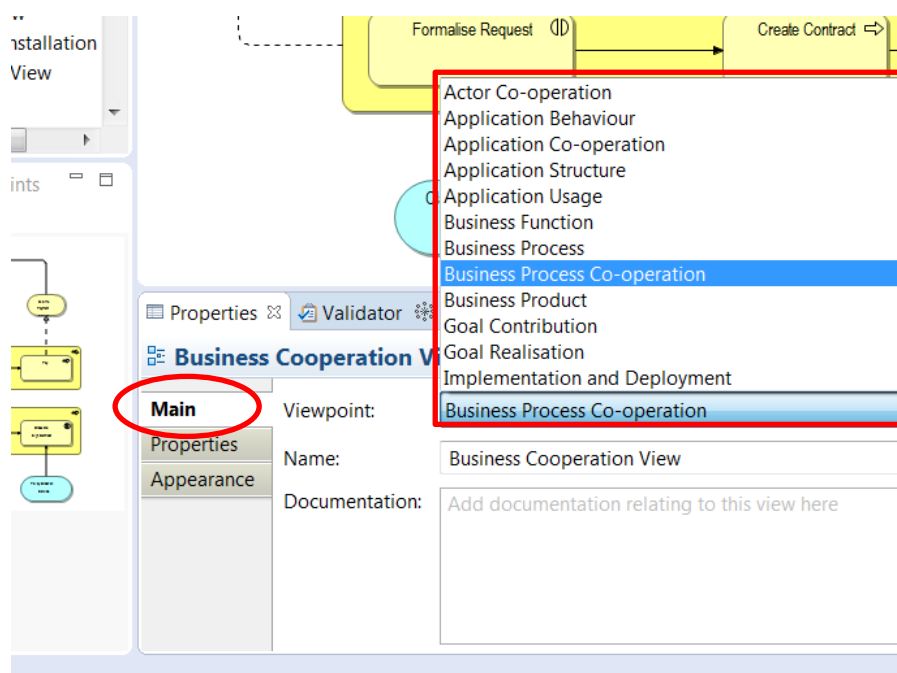 nstallation
View
ints
Formalise Request
Create Contract
Actor Co-operation
Application Behaviour
Application Co-operation
Application Structure
Application Usage
Business Function
Business Process
Business Process Co-operation
Business Product
Goal Contribution
Goal Realisation
Implementation and Deployment
Properties
Validator
Business Cooperation Vi
Main
Properties
Appearance
Viewpoint:
Business Process Co-operation
Name:
Business Cooperation View
Documentation:
Add documentation relating to this view here